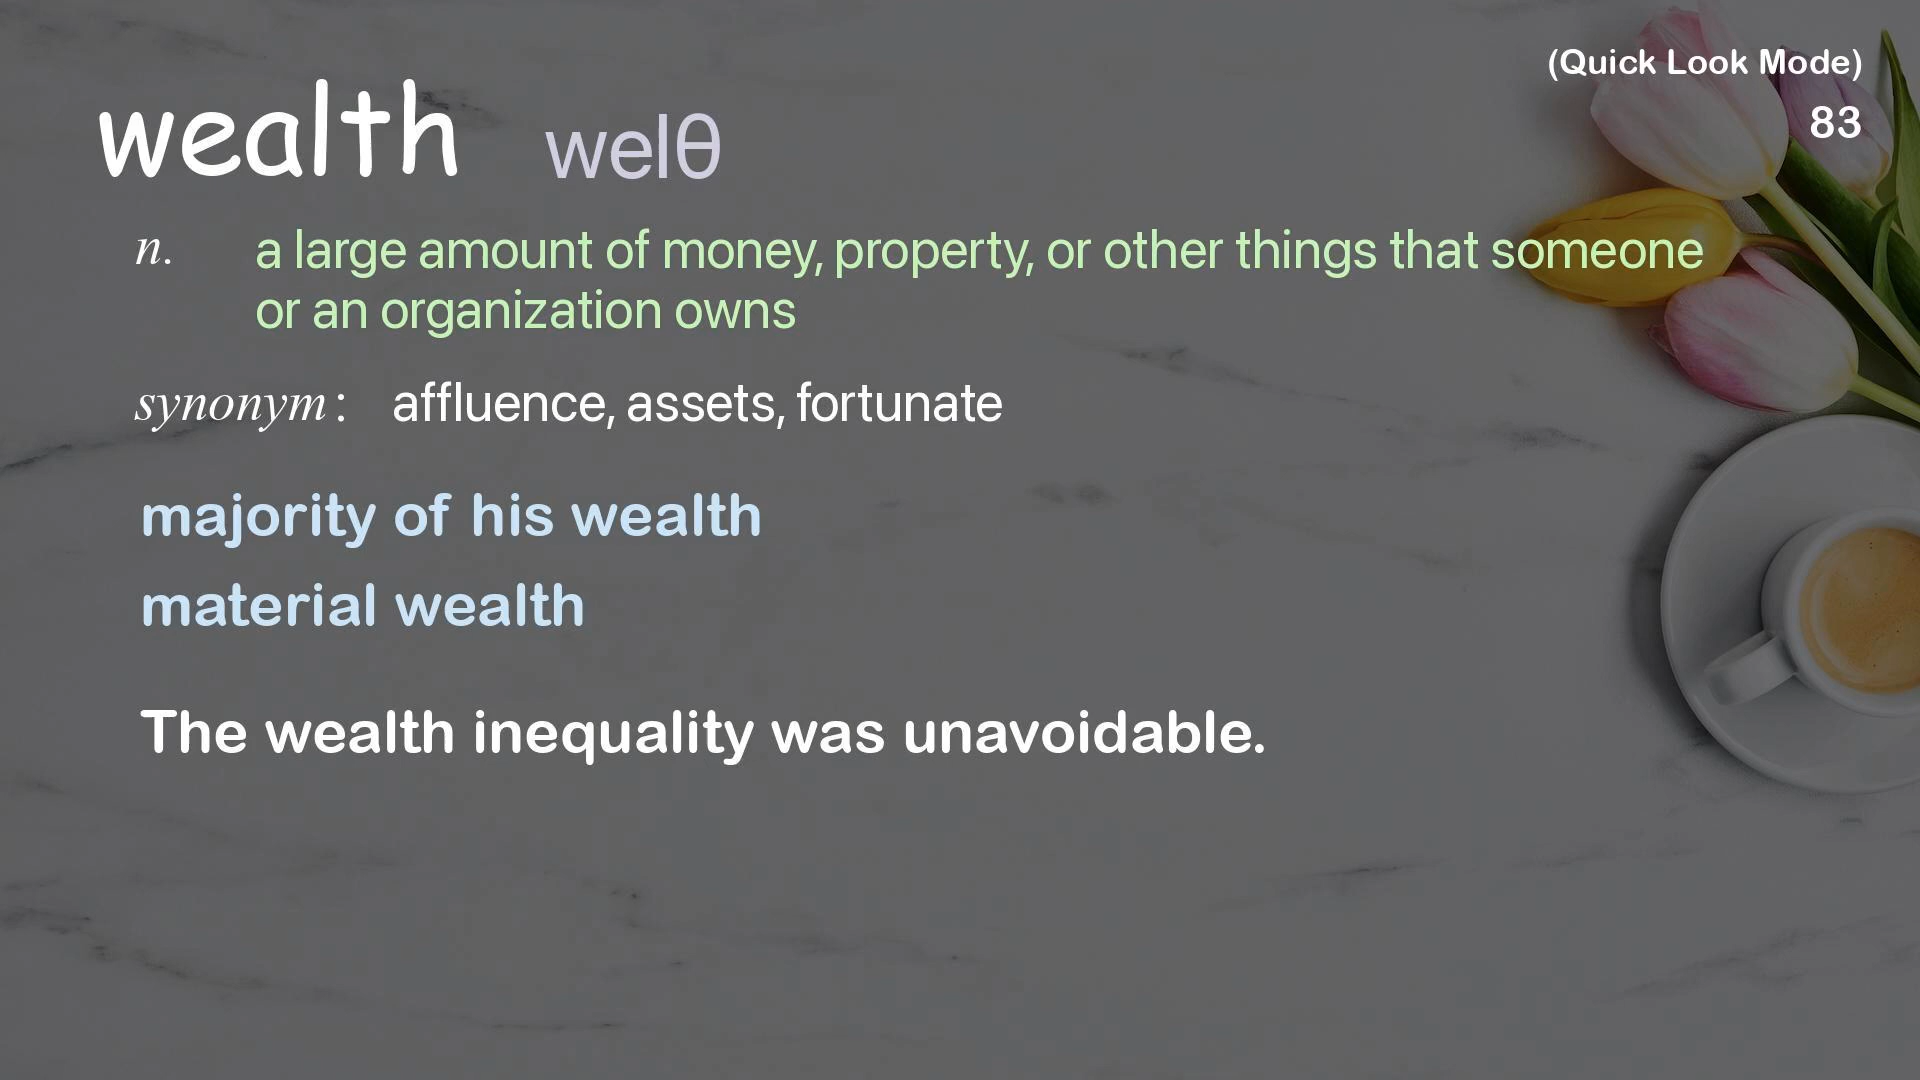 (Quick Look Mode)
83
wealth welθ
n. a large amount of money, property, or other things that someone
or an organization owns
synonym: affluence, assets, fortunate
majority of his wealth
material wealth
The wealth inequality was unavoidable.